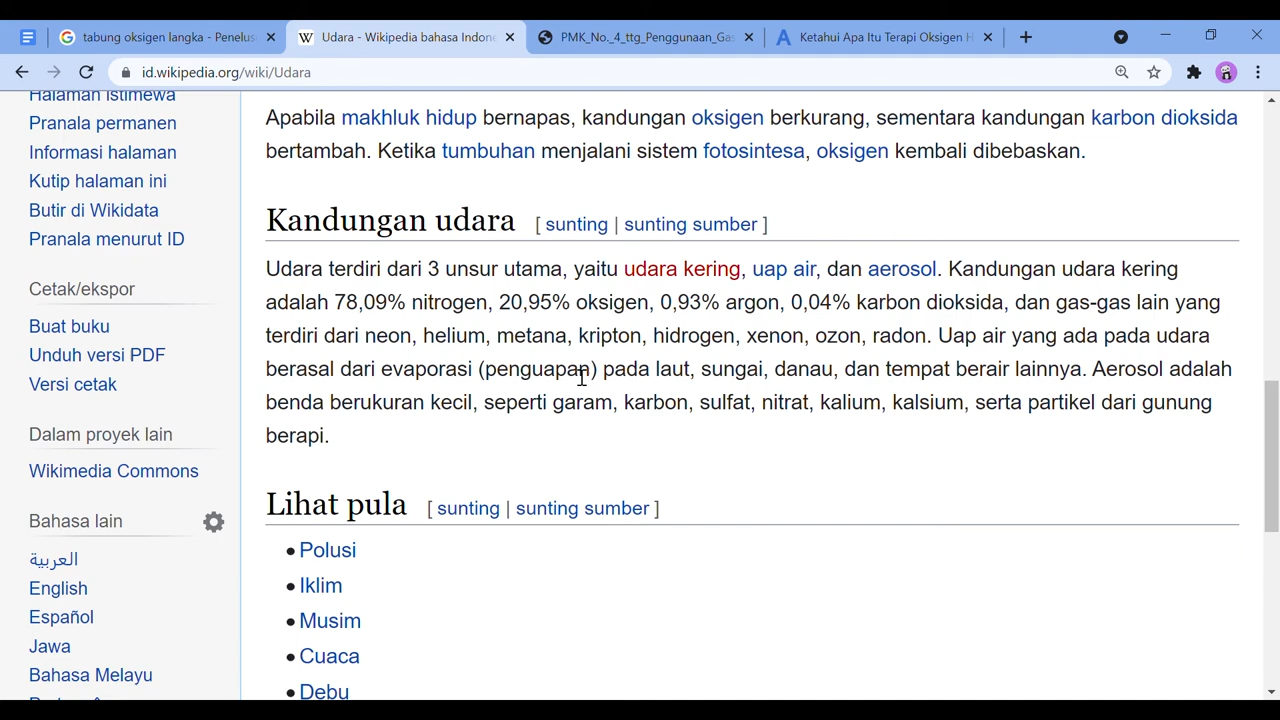 tabung oksigen langka - Penelus
Udara - Wikipedia bahasa Indone
PMK_No._4_ttg_Penggunaan_Gas
Ketahui Apa Itu Terapi Oksigen H
id.wikipedia.org/wiki/Udara
Halaman istimewa
Pranala permanen
Informasi halaman
Kutip halaman ini
Butir di Wikidata
Pranala menurut ID
Cetak/ekspor
Buat buku
Unduh versi PDF
Versi cetak
Dalam proyek lain
Wikimedia Commons
Bahasa lain
العربية
English
Español
Jawa
Bahasa Melayu
Apabila makhluk hidup bernapas, kandungan oksigen berkurang, sementara kandungan karbon dioksida
bertambah. Ketika tumbuhan menjalani sistem fotosintesa, oksigen kembali dibebaskan.
Kandungan udara [ sunting | sunting sumber ]
Udara terdiri dari 3 unsur utama, yaitu udara kering, uap air, dan aerosol. Kandungan udara kering
adalah 78,09% nitrogen, 20,95% oksigen, 0,93% argon, 0,04% karbon dioksida, dan gas-gas lain yang
terdiri dari neon, helium, metana, kripton, hidrogen, xenon, ozon, radon. Uap air yang ada pada udara
berasal dari evaporasi (penguapan) pada laut, sungai, danau, dan tempat berair lainnya. Aerosol adalah
benda berukuran kecil, seperti garam, karbon, sulfat, nitrat, kalium, kalsium, serta partikel dari gunung
berapi.
Lihat pula [ sunting | sunting sumber ]
• Polusi
• Iklim
• Musim
• Cuaca
• Debu